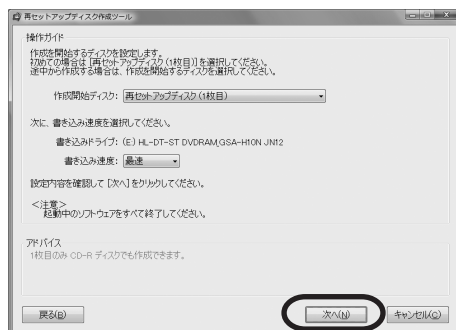 再セットアップディスク作成ツール
操作ガイド
作成を開始するディスクを設定します。
初めての場合は [再セットアップディスク(1枚目)]を選択してください。
途中から作成する場合は、作成開始するディスクを選択してください。
作成開始ディスク: 再セットアップディスク(1枚目)
次に、書き込み速度を選択してください。
書き込みドライブ: (E:) HL-DT-ST DVDRAM_GSA-H10N JN12
書き込み速度: 最速
設定内容を確認して [次へ] をクリックしてください。
<注意>
起動中のソフトウェアをすべて終了してください。
アドバイス
1枚目のみ CD-R ディスクでも作成できます。
戻る(B) 次へ(N) キャンセル(C)